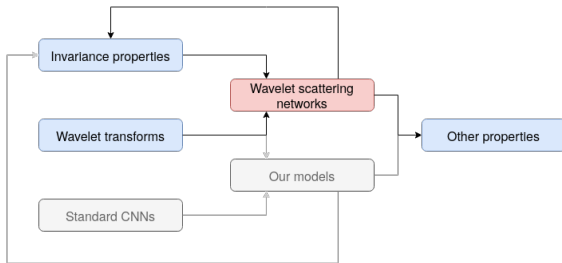 Invariance properties
Wavelet scattering
networks
Wavelet transforms
Other properties
Our models
Standard CNNs